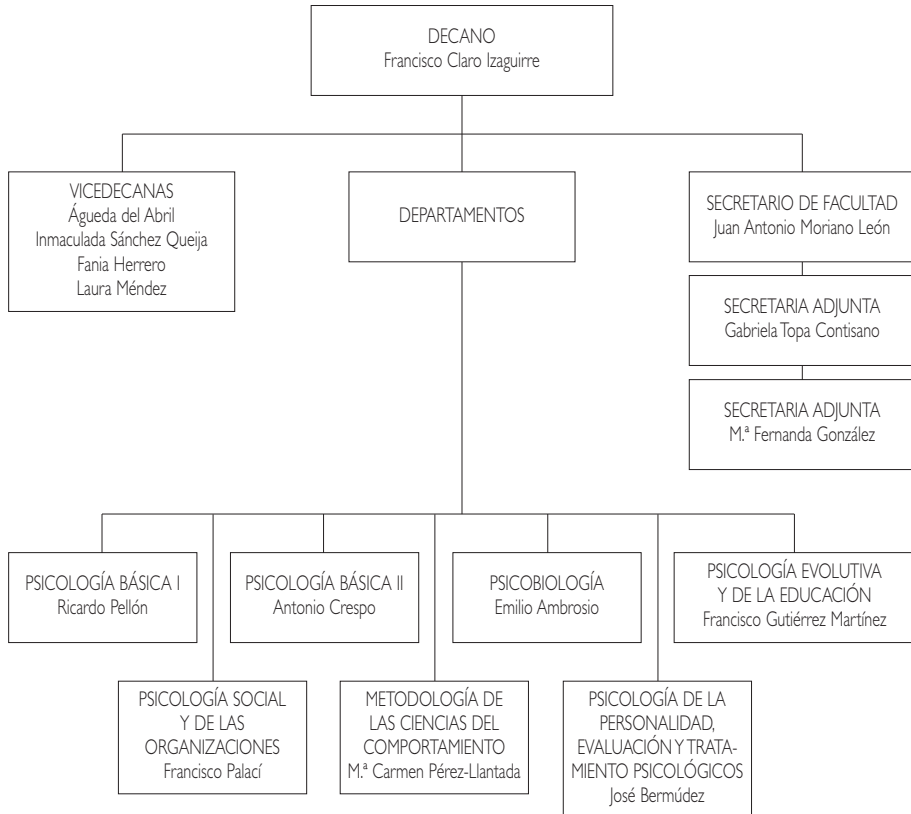 DECANO
Francisco Claro Izaguirre
VICEDECANAS
Águeda del Abril
Inmaculada Sánchez Queija
Fania Herrero
Laura Méndez
DEPARTAMENTOS
SECRETARIO DE FACULTAD
Juan Antonio Moriano León
SECRETARIA ADJUNTA
Gabriela Topa Contisano
SECRETARIA ADJUNTA
M.ª Fernanda González
PSICOLOGÍA BÁSICA I
Ricardo Pellón
PSICOLOGÍA BÁSICA II
Antonio Crespo
PSICOBIOLOGÍA
Emilio Ambrosio
PSICOLOGÍA EVOLUTIVA
Y DE LA EDUCACIÓN
Francisco Gutiérrez Martínez
PSICOLOGÍA SOCIAL
Y DE LAS
ORGANIZACIONES
Francisco Palací
METODOLOGÍA DE
LAS CIENCIAS DEL
COMPORTAMIENTO
M.ª Carmen Pérez-Llantada
PSICOLOGÍA DE LA
PERSONALIDAD,
EVALUACIÓN Y TRATA-
MIENTO PSICOLÓGICOS
José Bermúdez